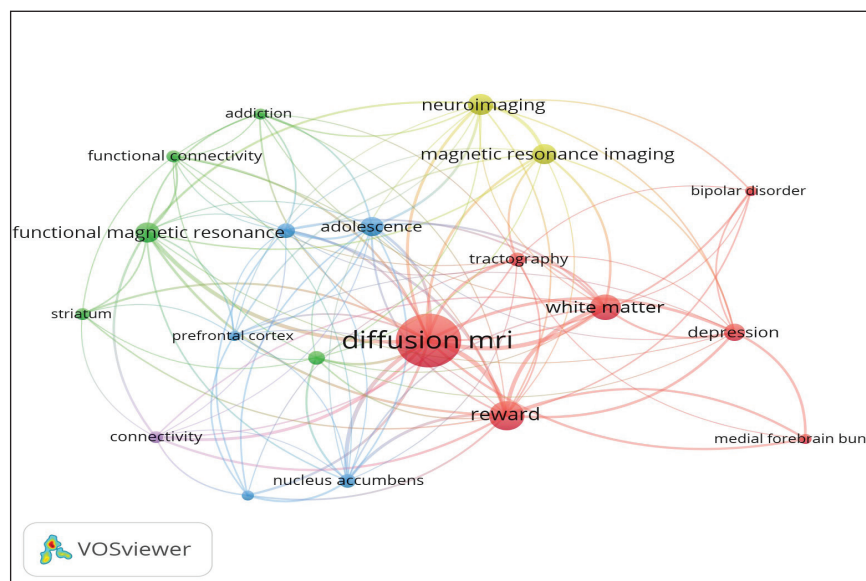 neuroimaging
addiction
magnetic resonance imaging
functional connectivity
bipolar disorder
adolescence
functional magnetic resonance
tractography
white matter
striatum
depression
prefrontal cortex
diffusion mri
reward
connectivity
medial forebrain bun
nucleus accumbens
VOSviewer